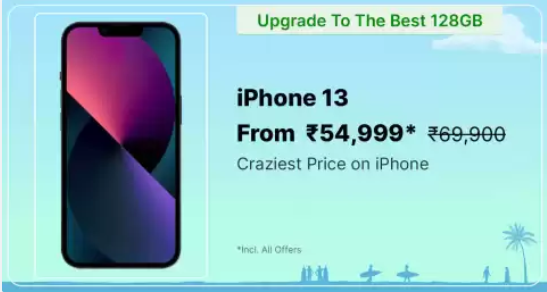 Upgrade To The Best 128GB
iPhone 13
From ₹54,999* ₹69,900
Craziest Price on iPhone
*Incl. All Offers